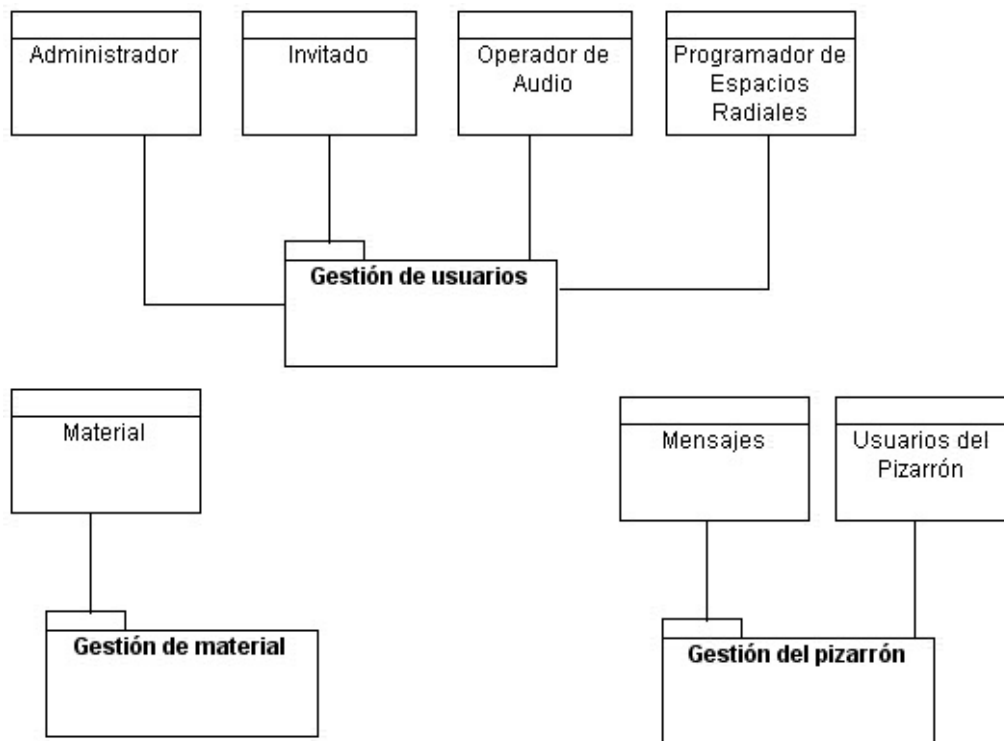 Administrador
Invitado
Operador de
Audio
Programador de
Espacios
Radiales
Gestión de usuarios
Material
Mensajes
Usuarios del
Pizarrón
Gestión de material
Gestión del pizarrón